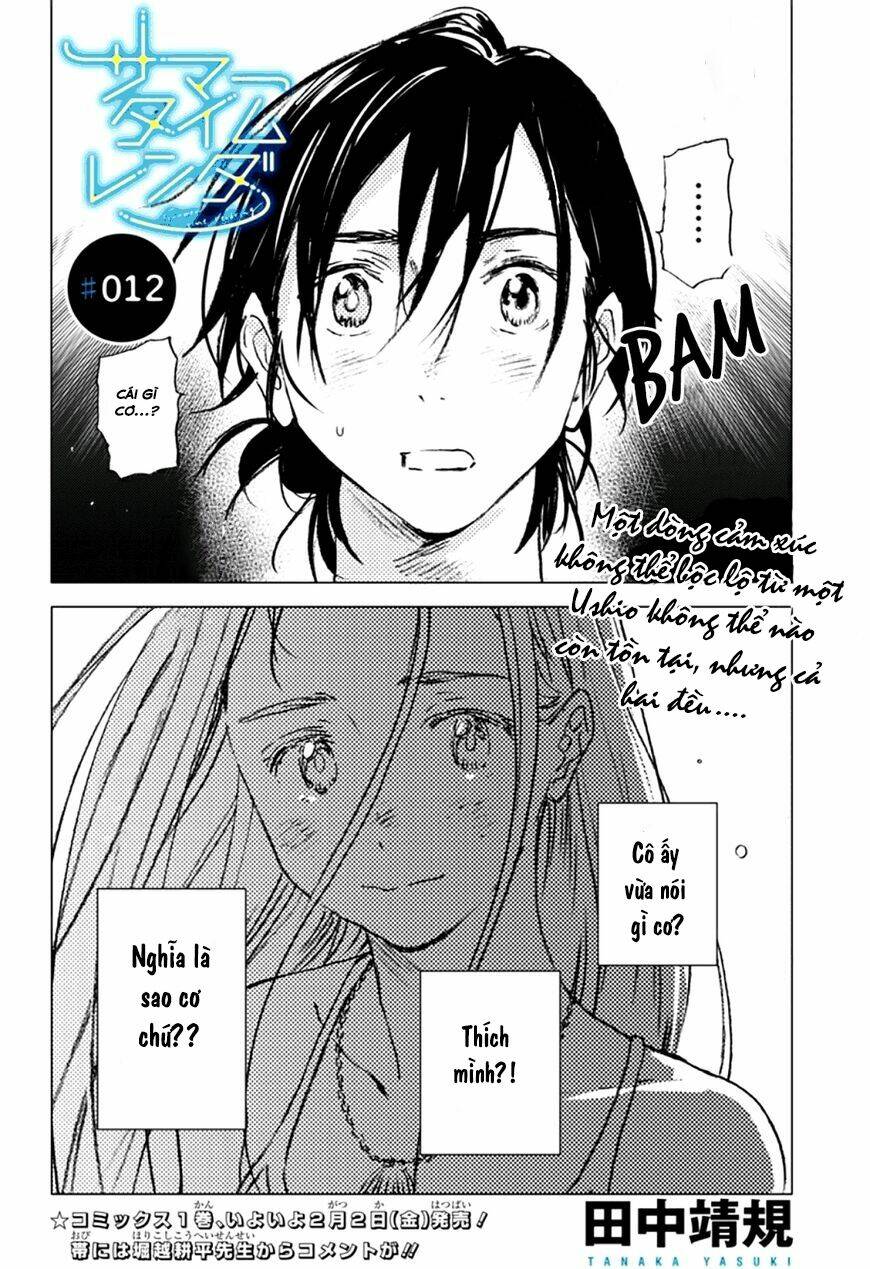 サマータイム
レンダ
#012
........
BAM
CÁI GÌ
CƠ...?
Một dòng cảm xúc
không thể bộc lộ từ một
Ushio không thể nào
còn tồn tại, nhưng cả
hai đều....
Cô ấy
vừa nói
gì cơ?
Thích
mình?!
Nghĩa là
sao cơ
chứ??
☆コミックス1巻、いよいよ2月2日(金)発売!
帯には堀越耕平先生からコメントが!!
田中靖規
TANAKA YASUKI